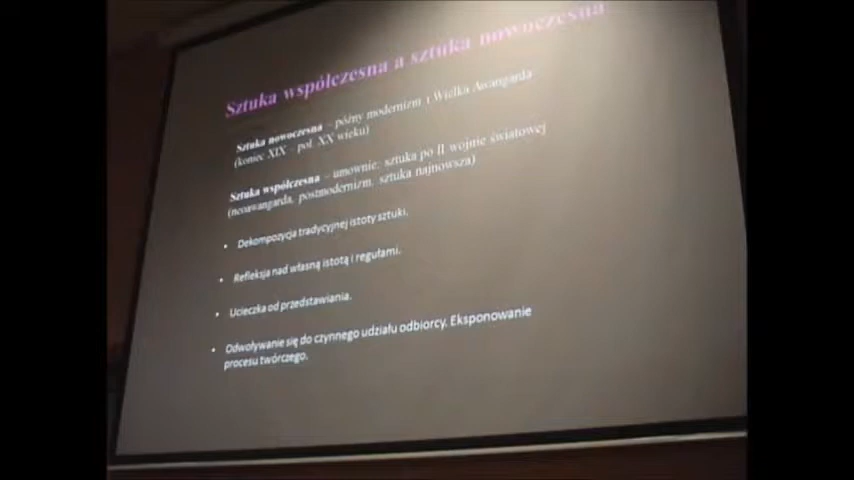 Sztuka współczesna a sztuka nowoczesna
Sztuka nowoczesna – późny modernizm i Wielka Awangarda
(koniec XIX - poł. XX wieku)
Sztuka współczesna – umownie: sztuka po II wojnie światowej
(neoawangarda, postmodernizm, sztuka najnowsza)
• Dekompozycja tradycyjnej istoty sztuki.
• Refleksja nad własną istotą i regułami.
• Ucieczka od przedstawiania.
• Odwoływanie się do czynnego udziału odbiorcy. Eksponowanie
procesu twórczego.